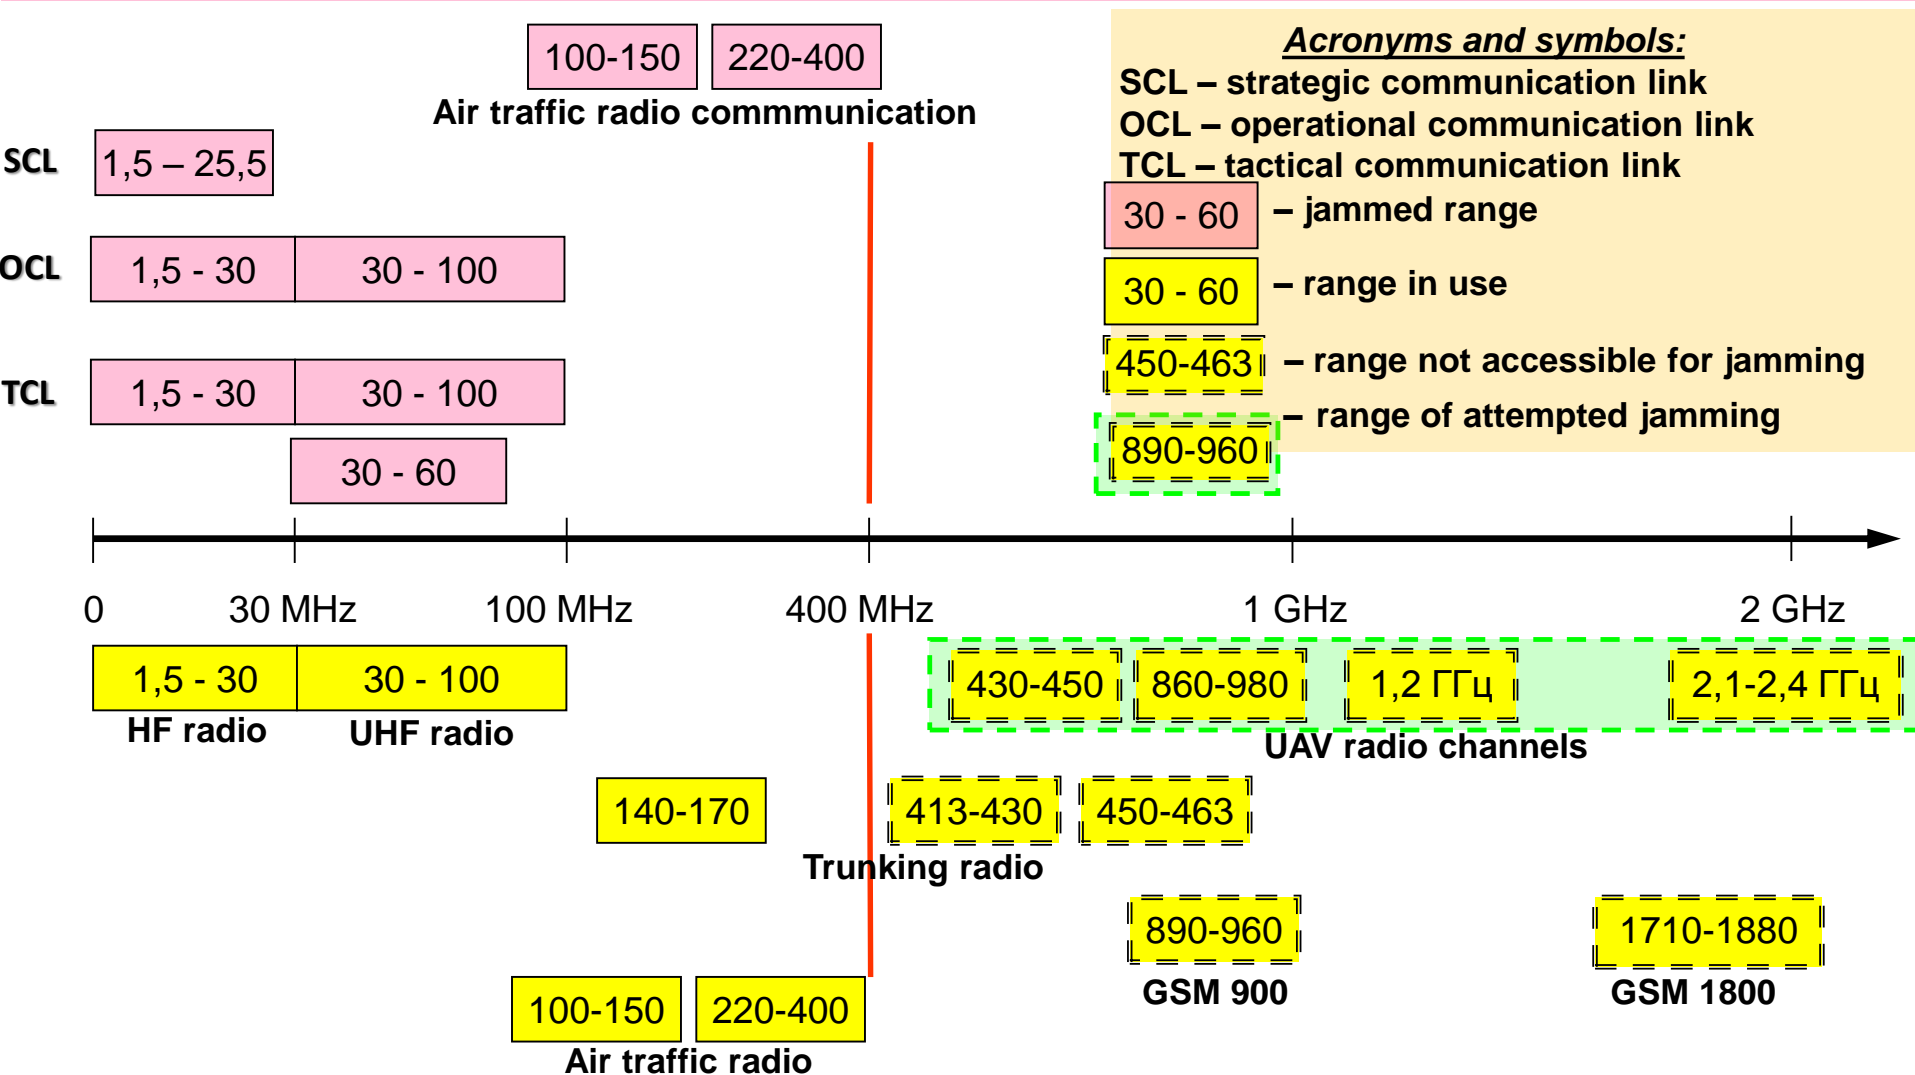 100-150 220-400
Air traffic radio commmunication
Acronyms and symbols:
SCL – strategic communication link
OCL – operational communication link
TCL – tactical communication link
30 - 60 – jammed range
30 - 60 – range in use
450-463 – range not accessible for jamming
890-960 – range of attempted jamming
SCL 1,5 – 25,5
OCL 1,5 - 30 30 - 100
TCL 1,5 - 30 30 - 100
30 - 60
0 30 MHz 100 MHz 400 MHz 1 GHz 2 GHz
1,5 - 30 30 - 100 430-450 860-980 1,2 ГГц 2,1-2,4 ГГц
HF radio UHF radio UAV radio channels
140-170 413-430 450-463
Trunking radio
890-960 1710-1880
GSM 900 GSM 1800
100-150 220-400
Air traffic radio